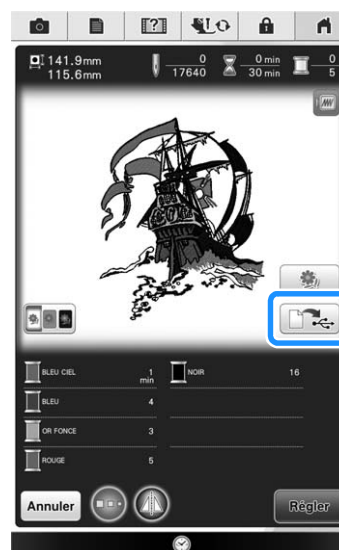 141.9mm
115.6mm
0
17640
0 min
30 min
0
5
BLEU CIEL 1 min
NOIR 16
BLEU 4
OR FONCE 3
ROUGE 5
Annuler
Régler